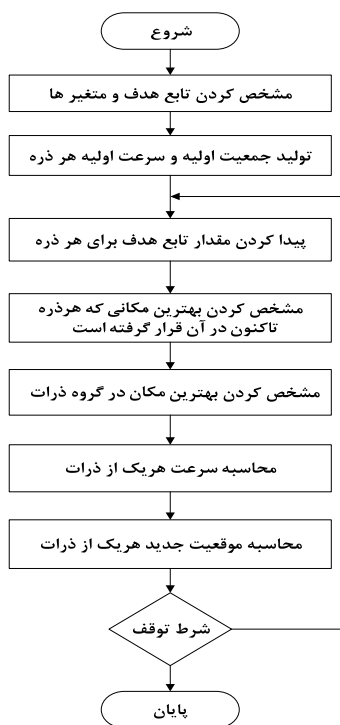 شروع
مشخص کردن تابع هدف و متغیر ها
تولید جمعیت اولیه و سرعت اولیه هر ذره
پیدا کردن مقدار تابع هدف برای هر ذره
مشخص کردن بهترین مکانی که هرذره
تاکنون در آن قرار گرفته است
مشخص کردن بهترین مکان در گروه ذرات
محاسبه سرعت هریک از ذرات
محاسبه موقعیت جدید هریک از ذرات
شرط توقف
پایان